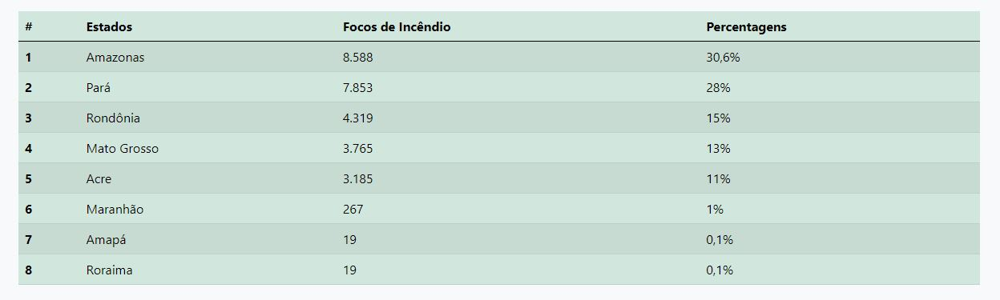 # Estados Focos de Incêndio Percentagens
1 Amazonas 8.588 30,6%
2 Pará 7.853 28%
3 Rondônia 4.319 15%
4 Mato Grosso 3.765 13%
5 Acre 3.185 11%
6 Maranhão 267 1%
7 Amapá 19 0,1%
8 Roraima 19 0,1%